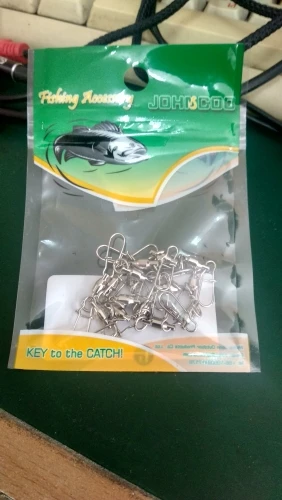 Fishing Accessory
JOHNCOO
KEY to the CATCH!